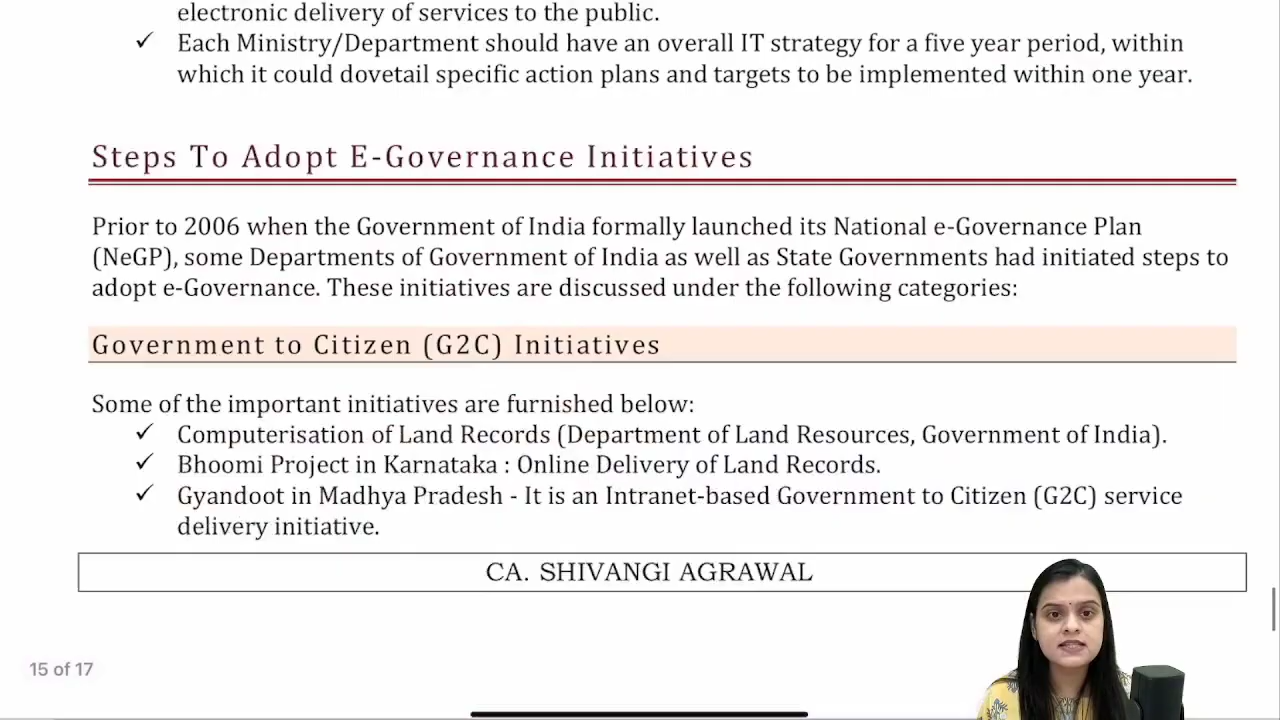 electronic delivery of services to the public.
✓ Each Ministry/Department should have an overall IT strategy for a five year period, within
which it could dovetail specific action plans and targets to be implemented within one year.
Steps To Adopt E-Governance Initiatives
Prior to 2006 when the Government of India formally launched its National e-Governance Plan
(NeGP), some Departments of Government of India as well as State Governments had initiated steps to
adopt e-Governance. These initiatives are discussed under the following categories:
Government to Citizen (G2C) Initiatives
Some of the important initiatives are furnished below:
✓ Computerisation of Land Records (Department of Land Resources, Government of India).
✓ Bhoomi Project in Karnataka : Online Delivery of Land Records.
✓ Gyandoot in Madhya Pradesh - It is an Intranet-based Government to Citizen (G2C) service
delivery initiative.
CA. SHIVANGI AGRAWAL
15 of 17